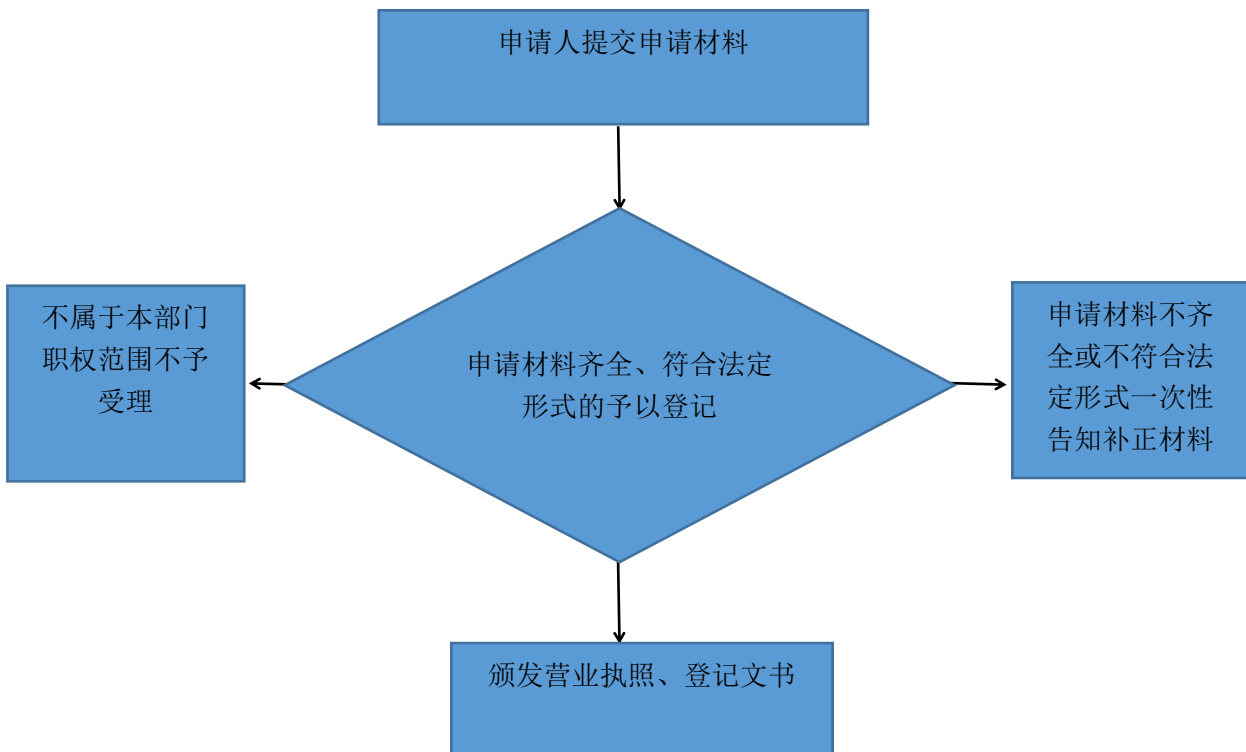 申请人提交申请材料
不属于本部门
职权范围不予
受理
申请材料齐全、符合法定
形式的予以登记
申请材料不齐
全或不符合法
定形式一次性
告知补正材料
颁发营业执照、登记文书